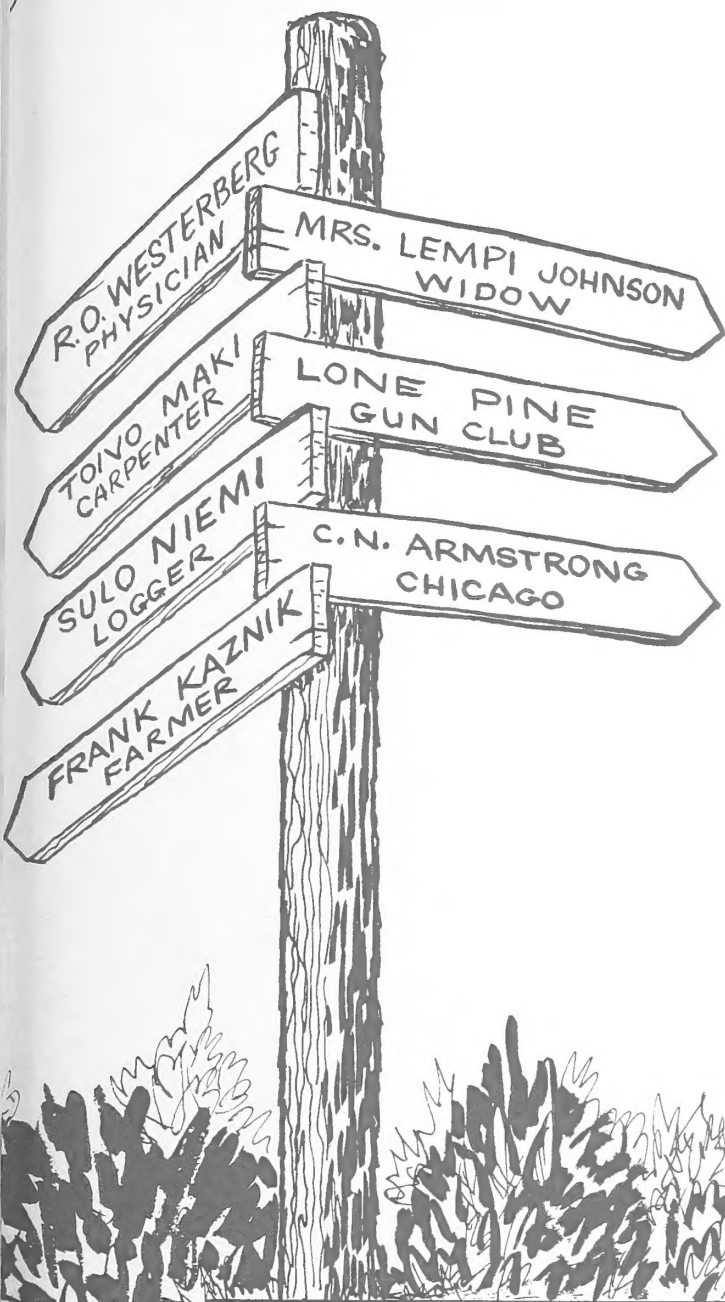 R.O. WESTERBERG
PHYSICIAN
MRS. LEMPI JOHNSON
WIDOW
TOIVO MAKI
CARPENTER
LONE PINE
GUN CLUB
SULO NIEMI
LOGGER
C.N. ARMSTRONG
CHICAGO
FRANK KAZNIK
FARMER